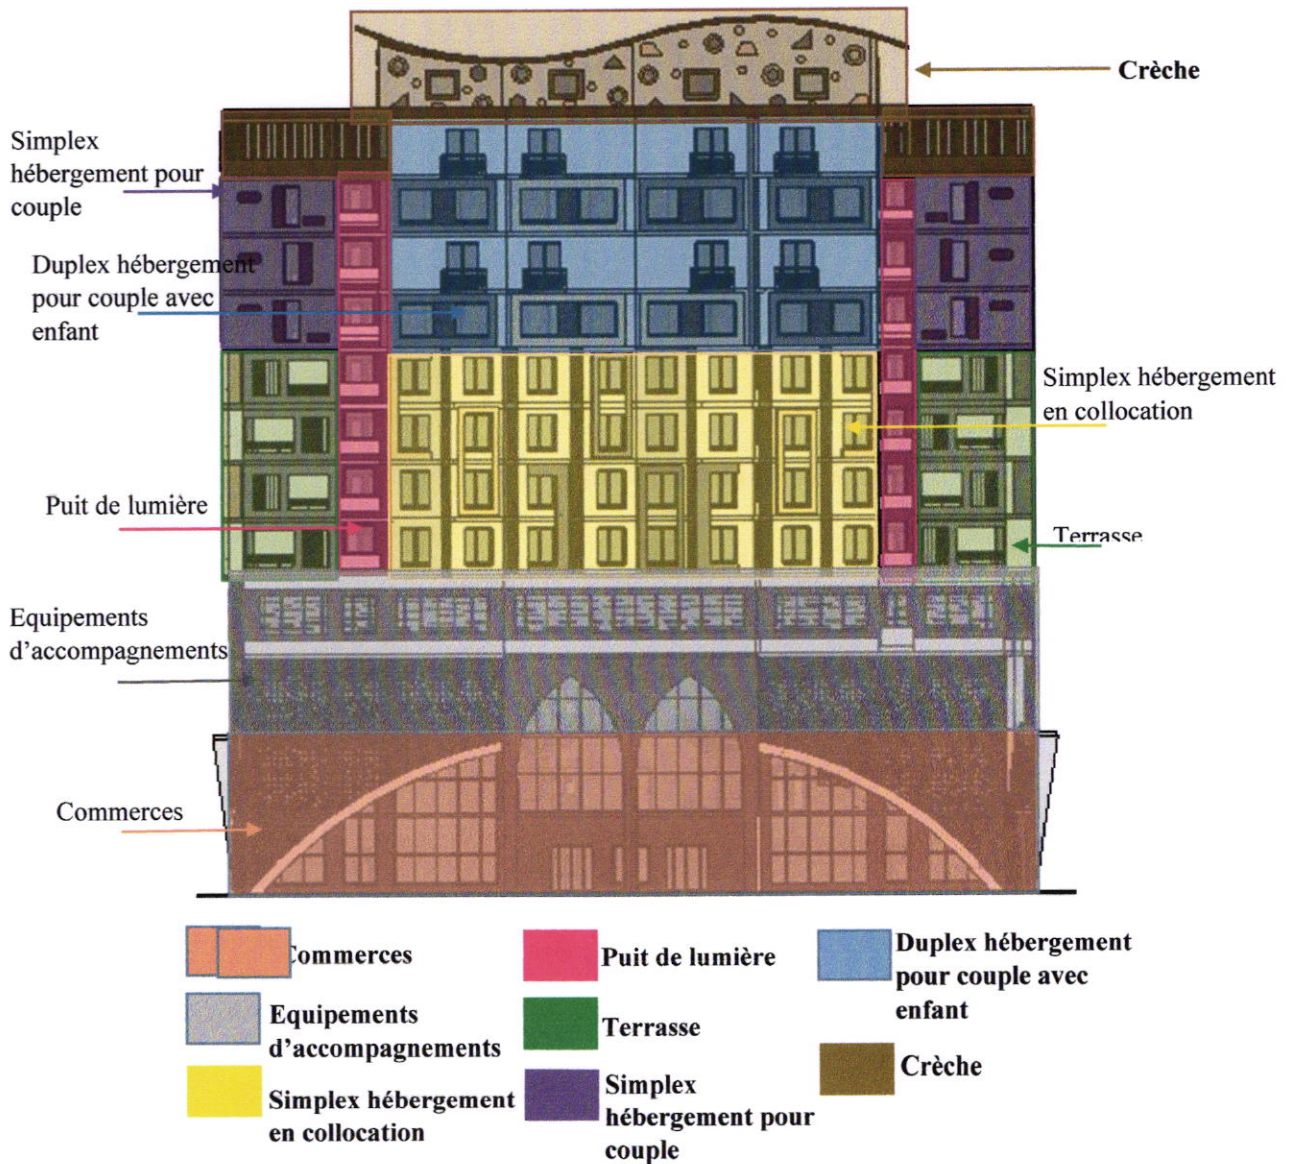 Crèche
Simplex
hébergement pour
couple
Duplex hébergement
pour couple avec
enfant
Simplex hébergement
en collocation
Puit de lumière
Terrasse
Equipements
d’accompagnements
Commerces
Commerces
Equipements
d’accompagnements
Simplex hébergement
en collocation
Puit de lumière
Terrasse
Simplex
hébergement pour
couple
Duplex hébergement
pour couple avec
enfant
Crèche